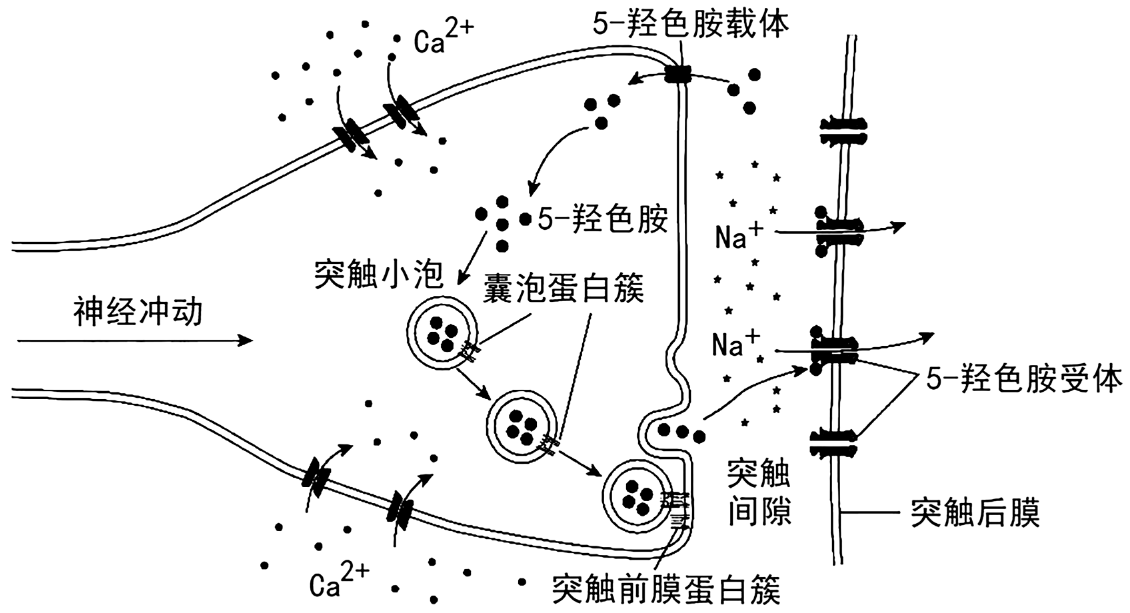 5-羟色胺载体
Ca2+
5-羟色胺
Na+
突触小泡
囊泡蛋白簇
神经冲动
Na+
5-羟色胺受体
突触
间隙
突触后膜
Ca2+
突触前膜蛋白簇